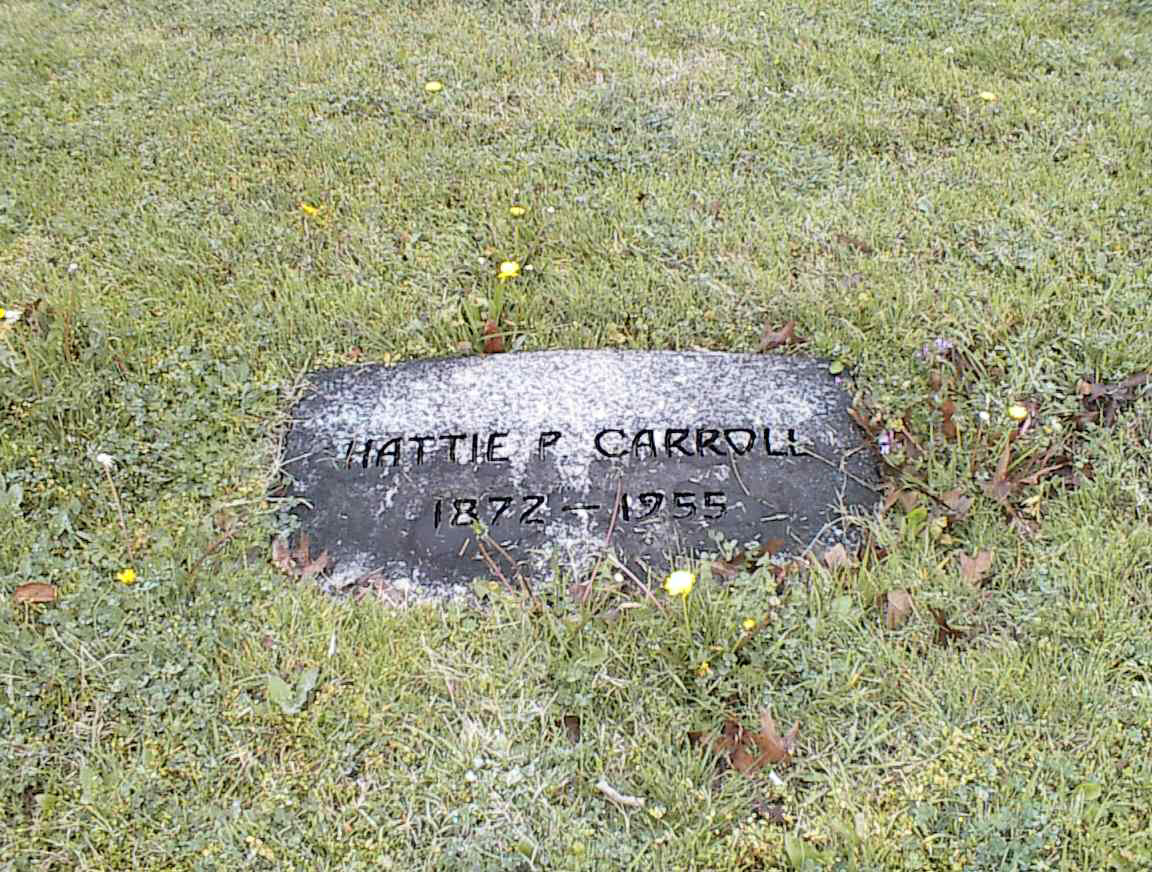 HATTIE P. CARROLL
1872 — 1955